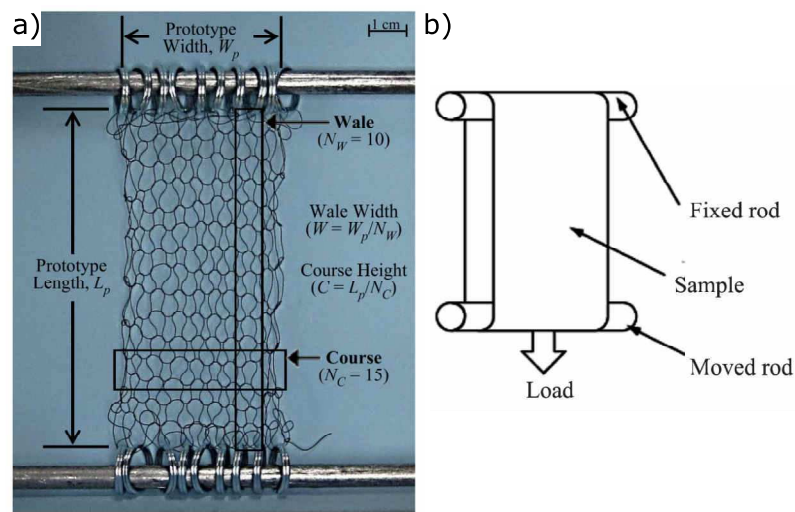 a)
Prototype
Width, Wp
1 cm
Wale
(NW = 10)
Wale Width
(W = Wp/NW)
Course Height
(C = Lp/NC)
Prototype
Length, Lp
Course
(NC – 15)
b)
Fixed rod
Sample
Moved rod
Load